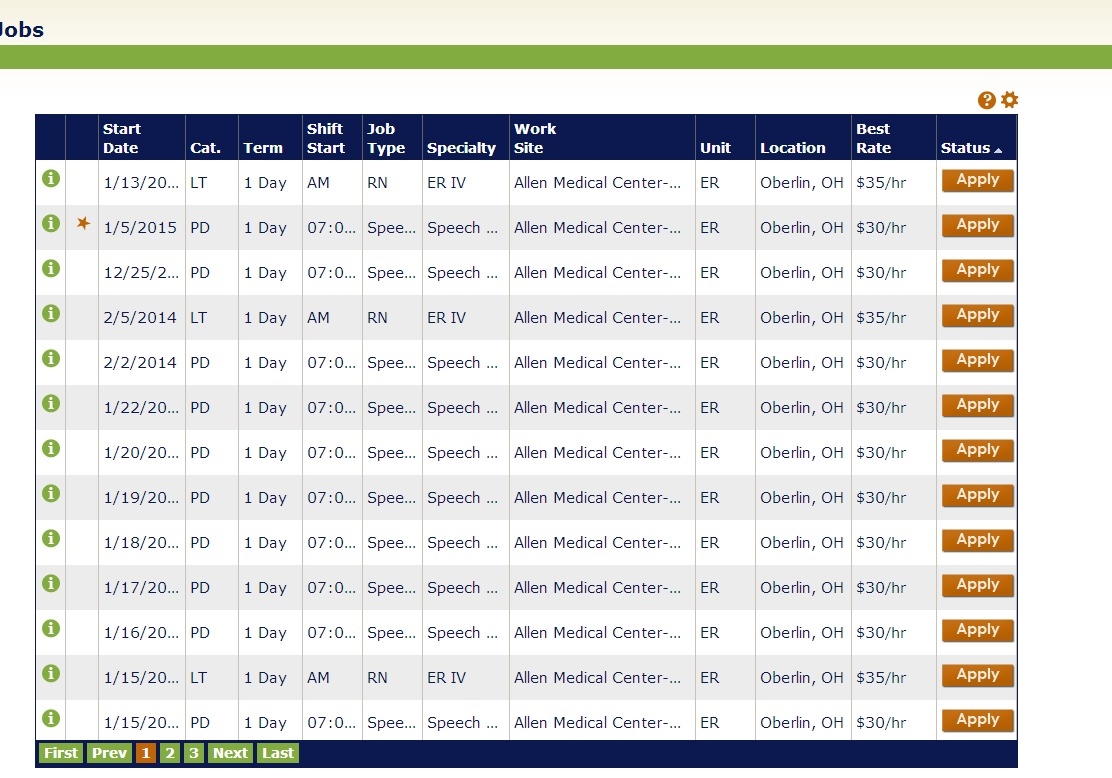 Jobs
Start Date Cat. Term Shift Start Job Type Specialty Work Site Unit Location Best Rate Status
1/13/20... LT 1 Day AM RN ER IV Allen Medical Center-... ER Oberlin, OH $35/hr Apply
1/5/2015 PD 1 Day 07:0... Spee... Speech ... Allen Medical Center-... ER Oberlin, OH $30/hr Apply
12/25/2... PD 1 Day 07:0... Spee... Speech ... Allen Medical Center-... ER Oberlin, OH $30/hr Apply
2/5/2014 LT 1 Day AM RN ER IV Allen Medical Center-... ER Oberlin, OH $35/hr Apply
2/2/2014 PD 1 Day 07:0... Spee... Speech ... Allen Medical Center-... ER Oberlin, OH $30/hr Apply
1/22/20... PD 1 Day 07:0... Spee... Speech ... Allen Medical Center-... ER Oberlin, OH $30/hr Apply
1/20/20... PD 1 Day 07:0... Spee... Speech ... Allen Medical Center-... ER Oberlin, OH $30/hr Apply
1/19/20... PD 1 Day 07:0... Spee... Speech ... Allen Medical Center-... ER Oberlin, OH $30/hr Apply
1/18/20... PD 1 Day 07:0... Spee... Speech ... Allen Medical Center-... ER Oberlin, OH $30/hr Apply
1/17/20... PD 1 Day 07:0... Spee... Speech ... Allen Medical Center-... ER Oberlin, OH $30/hr Apply
1/16/20... PD 1 Day 07:0... Spee... Speech ... Allen Medical Center-... ER Oberlin, OH $30/hr Apply
1/15/20... LT 1 Day AM RN ER IV Allen Medical Center-... ER Oberlin, OH $35/hr Apply
1/15/20... PD 1 Day 07:0... Spee... Speech ... Allen Medical Center-... ER Oberlin, OH $30/hr Apply
First Prev 1 2 3 Next Last